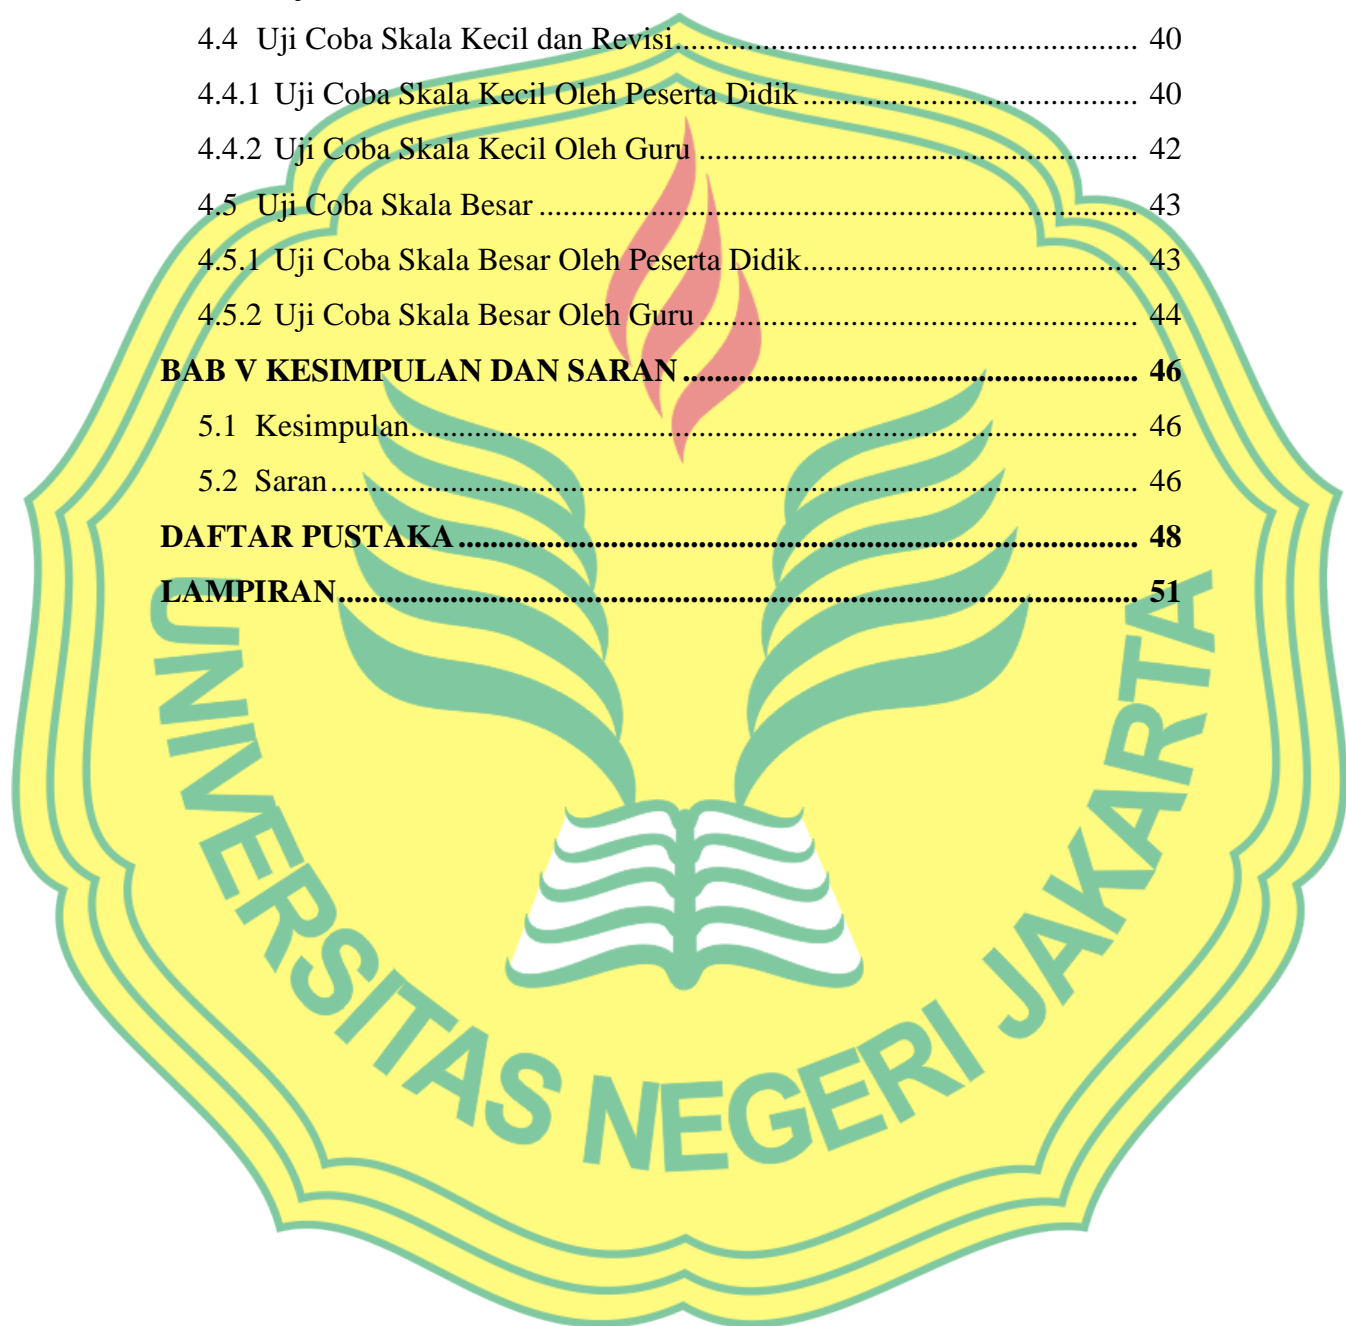 4.4 Uji Coba Skala Kecil dan Revisi.......................................................... 40
4.4.1 Uji Coba Skala Kecil Oleh Peserta Didik.......................................... 40
4.4.2 Uji Coba Skala Kecil Oleh Guru....................................................... 42
4.5 Uji Coba Skala Besar........................................................................... 43
4.5.1 Uji Coba Skala Besar Oleh Peserta Didik.......................................... 43
4.5.2 Uji Coba Skala Besar Oleh Guru....................................................... 44
BAB V KESIMPULAN DAN SARAN......................................................... 46
5.1 Kesimpulan........................................................................................... 46
5.2 Saran..................................................................................................... 46
DAFTAR PUSTAKA..................................................................................... 48
LAMPIRAN.................................................................................................... 51
UNIVERSITAS NEGERI JAKARTA